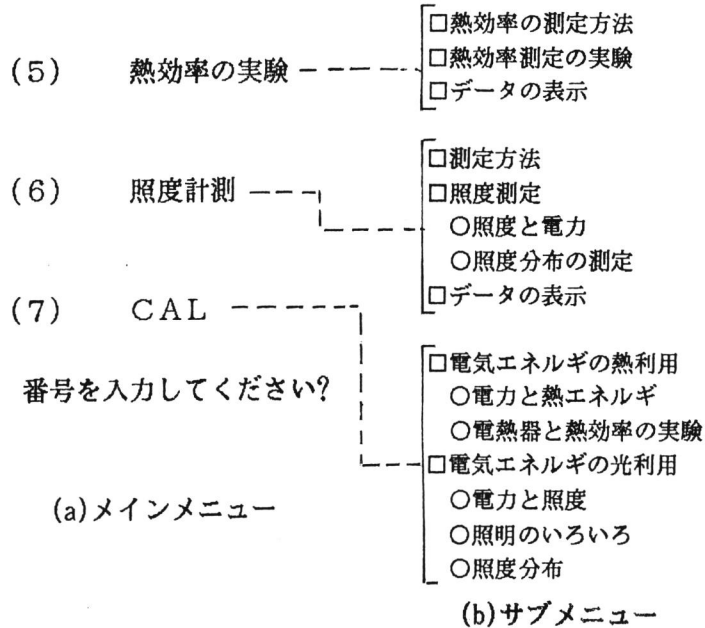 (5) 熱効率の実験
□熱効率の測定方法
□熱効率測定の実験
□データの表示
(6) 照度計測
□測定方法
□照度測定
○照度と電力
○照度分布の測定
□データの表示
(7) CAL
□電気エネルギの熱利用
○電力と熱エネルギ
○電熱器と熱効率の実験
□電気エネルギの光利用
○電力と照度
○照明のいろいろ
○照度分布
番号を入力してください?
(a)メインメニュー
(b)サブメニュー